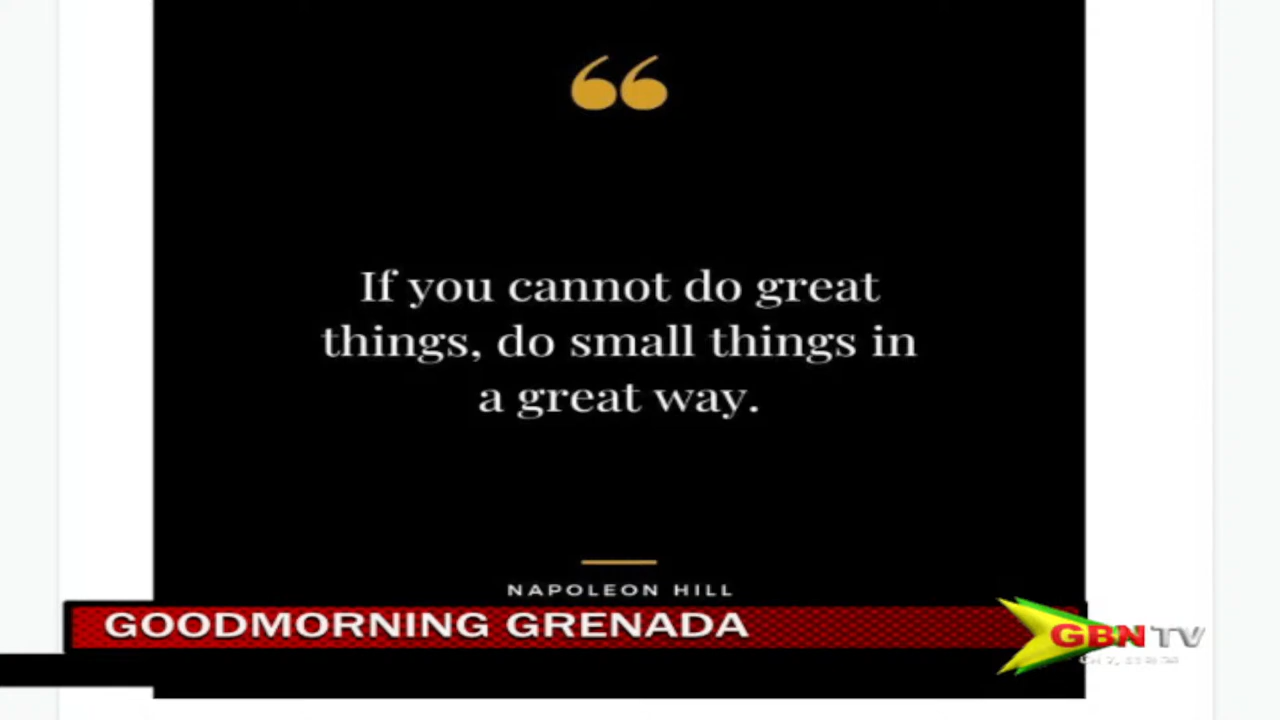 “
If you cannot do great
things, do small things in
a great way.
NAPOLEON HILL
GOODMORNING GRENADA
GBN TV